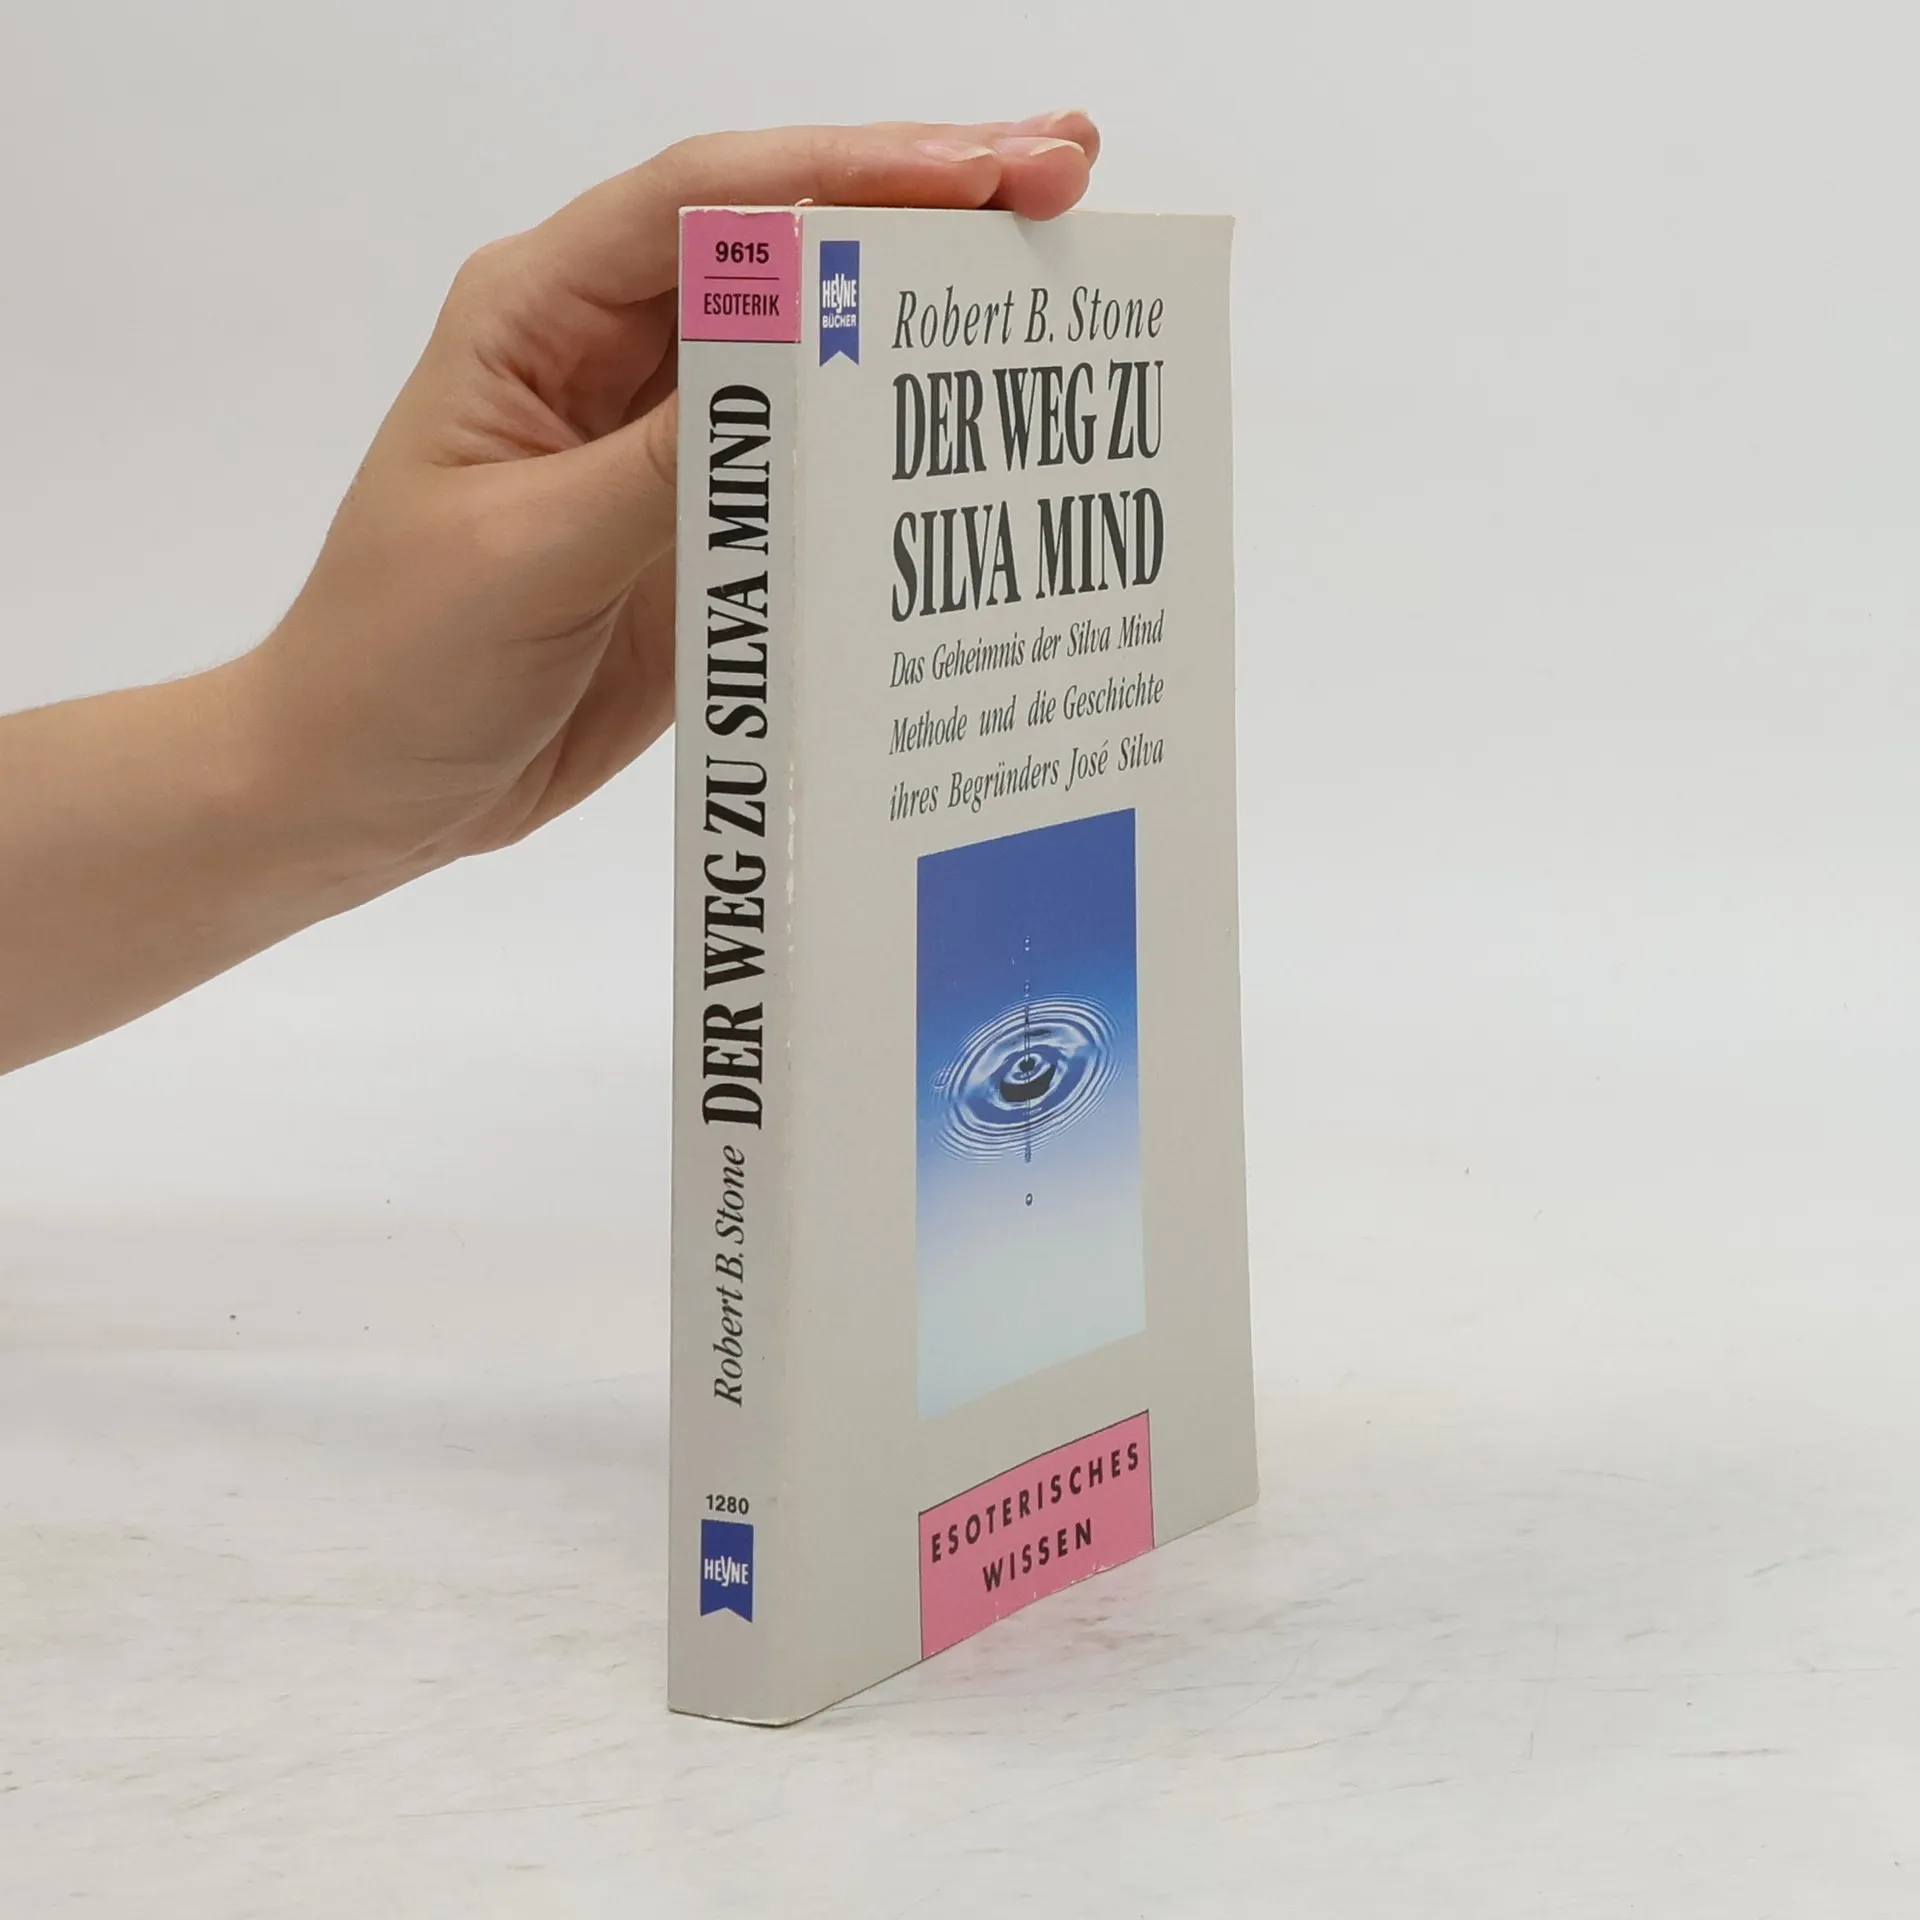 9615
ESOTERIK
Robert B. Stone DER WEG ZU SILVA MIND
1280
HEYNE
HEYNE
BÜCHER
Robert B. Stone
DER WEG ZU
SILVA MIND
Das Geheimnis der Silva Mind
Methode und die Geschichte
ihres Begründers José Silva
ESOTERISCHES
WISSEN